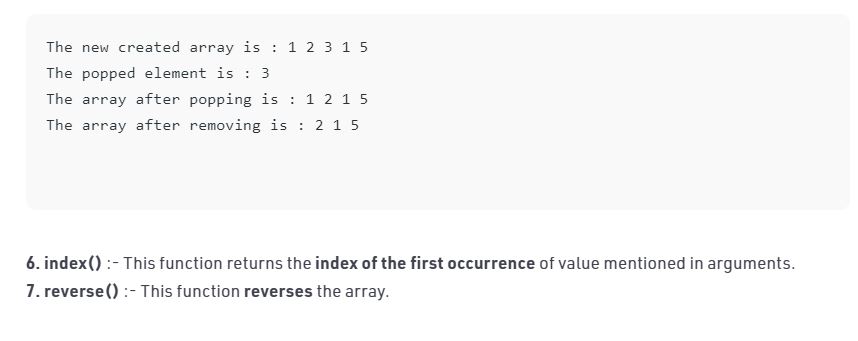 The new created array is : 1 2 3 1 5
The popped element is : 3
The array after popping is : 1 2 1 5
The array after removing is : 2 1 5
6. index() :- This function returns the index of the first occurrence of value mentioned in arguments.
7. reverse() :- This function reverses the array.